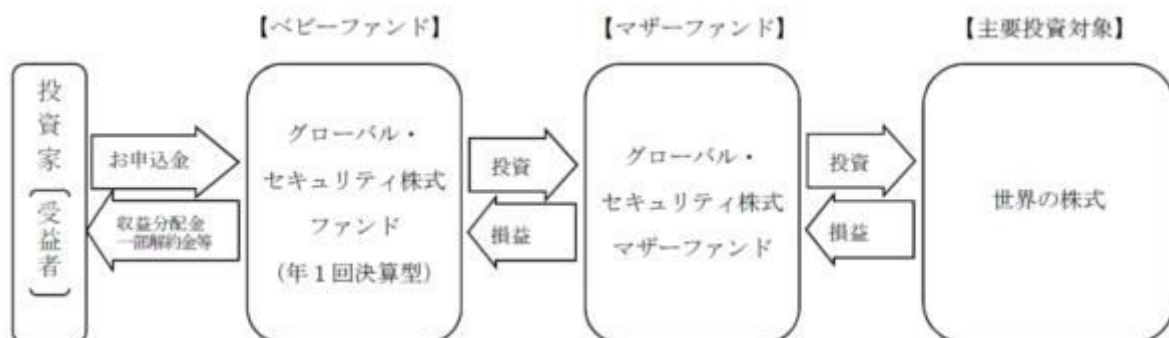 【ベビーファンド】
【マザーファンド】
【主要投資対象】
投資家(受益者)
お申込金
収益分配金
一部解約金等
グローバル・
セキュリティ株式
ファンド
(年1回決算型)
投資
損益
グローバル・
セキュリティ株式
マザーファンド
投資
損益
世界の株式